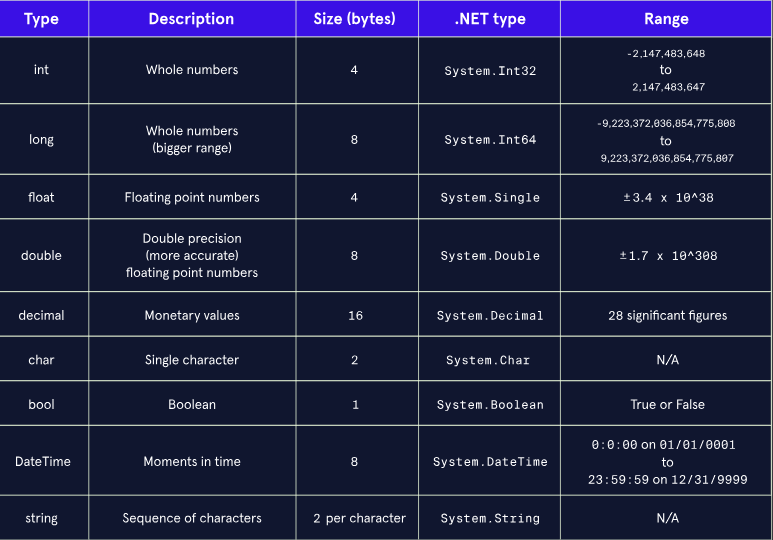 Type Description Size (bytes) .NET type Range
int Whole numbers 4 System.Int32 -2,147,483,648
to
2,147,483,647
long Whole numbers
(bigger range) 8 System.Int64 -9,223,372,036,854,775,808
to
9,223,372,036,854,775,807
float Floating point numbers 4 System.Single ±3.4 x 10^38
double Double precision
(more accurate)
floating point numbers 8 System.Double ±1.7 x 10^308
decimal Monetary values 16 System.Decimal 28 significant figures
char Single character 2 System.Char N/A
bool Boolean 1 System.Boolean True or False
DateTime Moments in time 8 System.DateTime 0:0:00 on 01/01/0001
to
23:59:59 on 12/31/9999
string Sequence of characters 2 per character System.String N/A